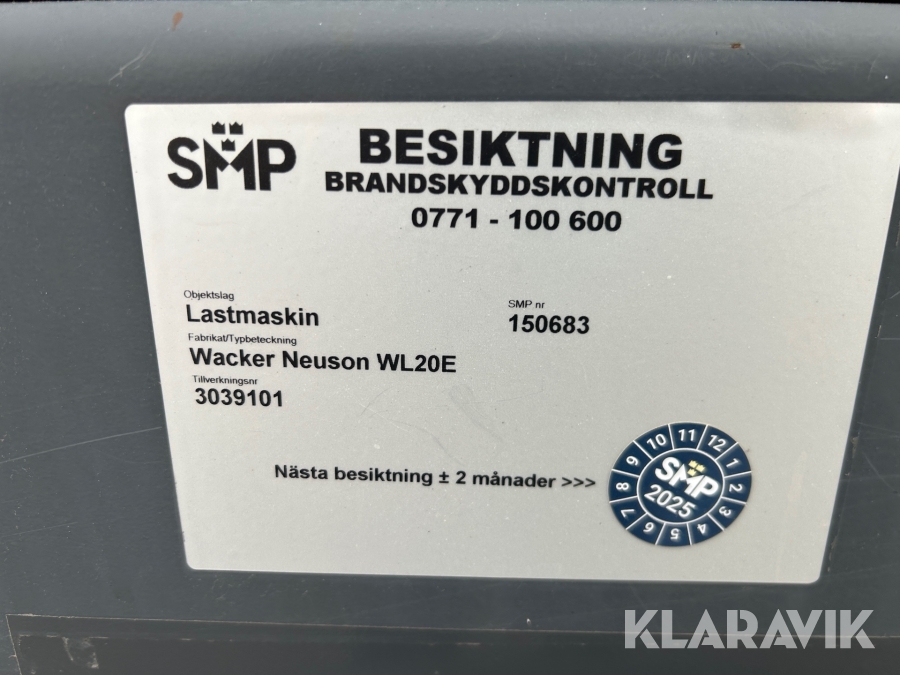 SMP
BESIKTNING
BRANDSKYDDSKONTROLL
0771 - 100 600
Objektslag
Lastmaskin
SMP nr
150683
Fabrikat/Typbeteckning
Wacker Neuson WL20E
Tillverkningsnr
3039101
Nästa besiktning ± 2 månader >>>
1 2 3 4 5 6 7 8 9 10 11 12
SMP
2025
KLARAVIK